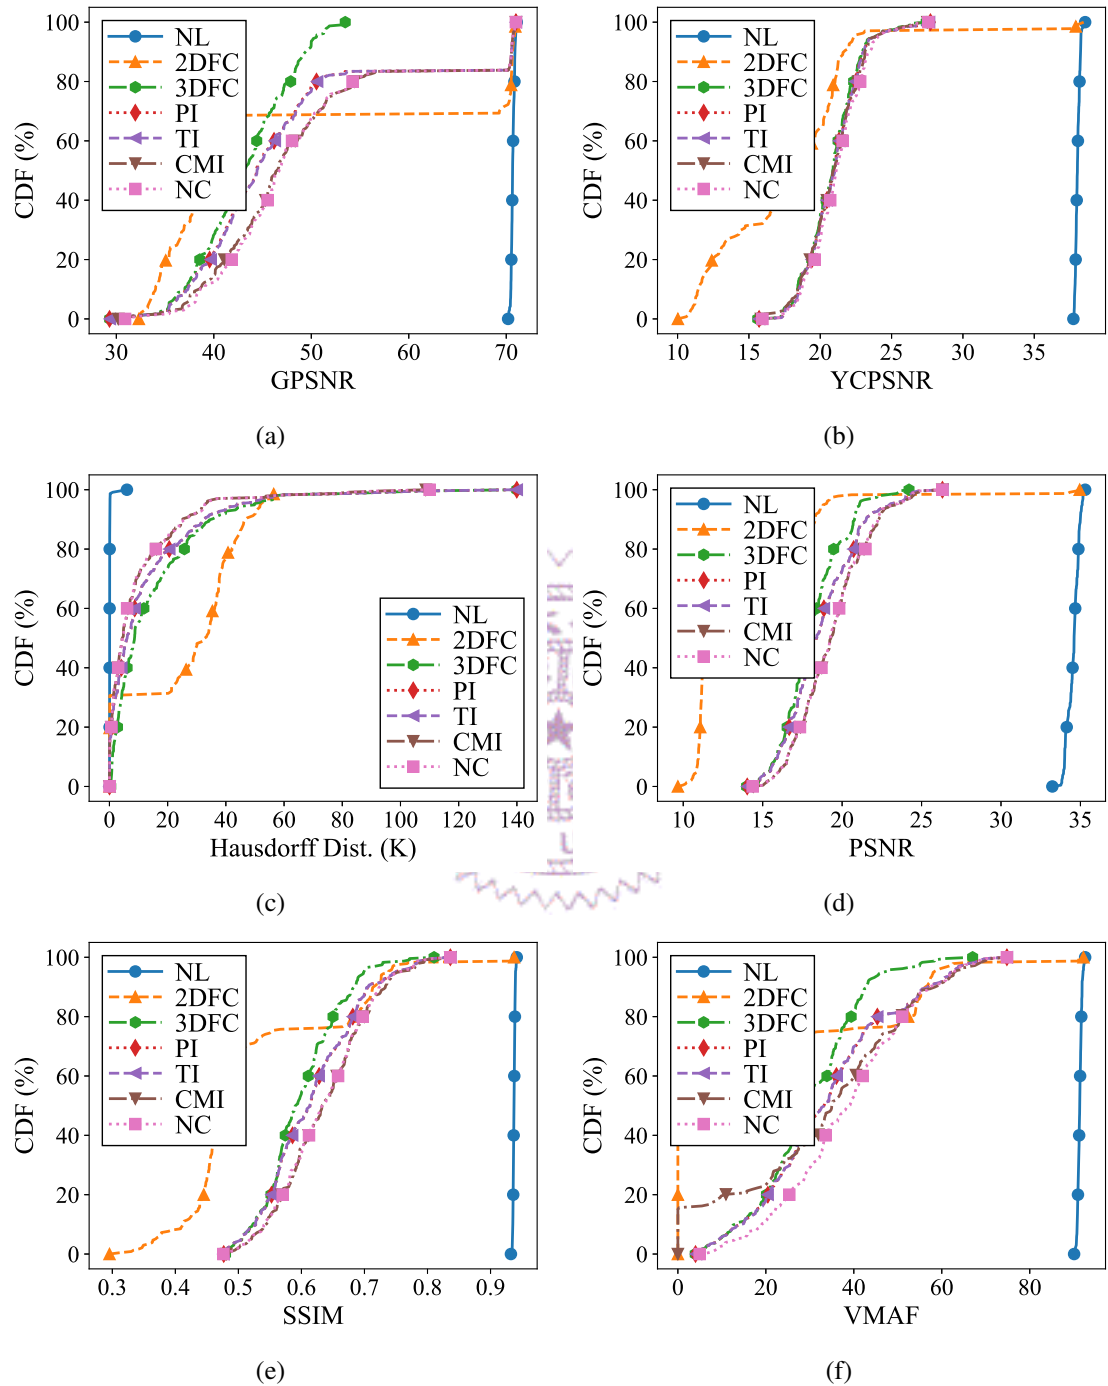 100
80
60
40
20
0
CDF (%)
NL
2DFC
3DFC
PI
TI
CMI
NC
30 40 50 60 70
GPSNR
(a)
100
80
60
40
20
0
CDF (%)
NL
2DFC
3DFC
PI
TI
CMI
NC
10 15 20 25 30 35
YCPSNR
(b)
100
80
60
40
20
0
CDF (%)
NL
2DFC
3DFC
PI
TI
CMI
NC
0 20 40 60 80 100 120 140
Hausdorff Dist. (K)
(c)
100
80
60
40
20
0
CDF (%)
NL
2DFC
3DFC
PI
TI
CMI
NC
10 15 20 25 30 35
PSNR
(d)
100
80
60
40
20
0
CDF (%)
NL
2DFC
3DFC
PI
TI
CMI
NC
0.3 0.4 0.5 0.6 0.7 0.8 0.9
SSIM
(e)
100
80
60
40
20
0
CDF (%)
NL
2DFC
3DFC
PI
TI
CMI
NC
0 20 40 60 80
VMAF
(f)